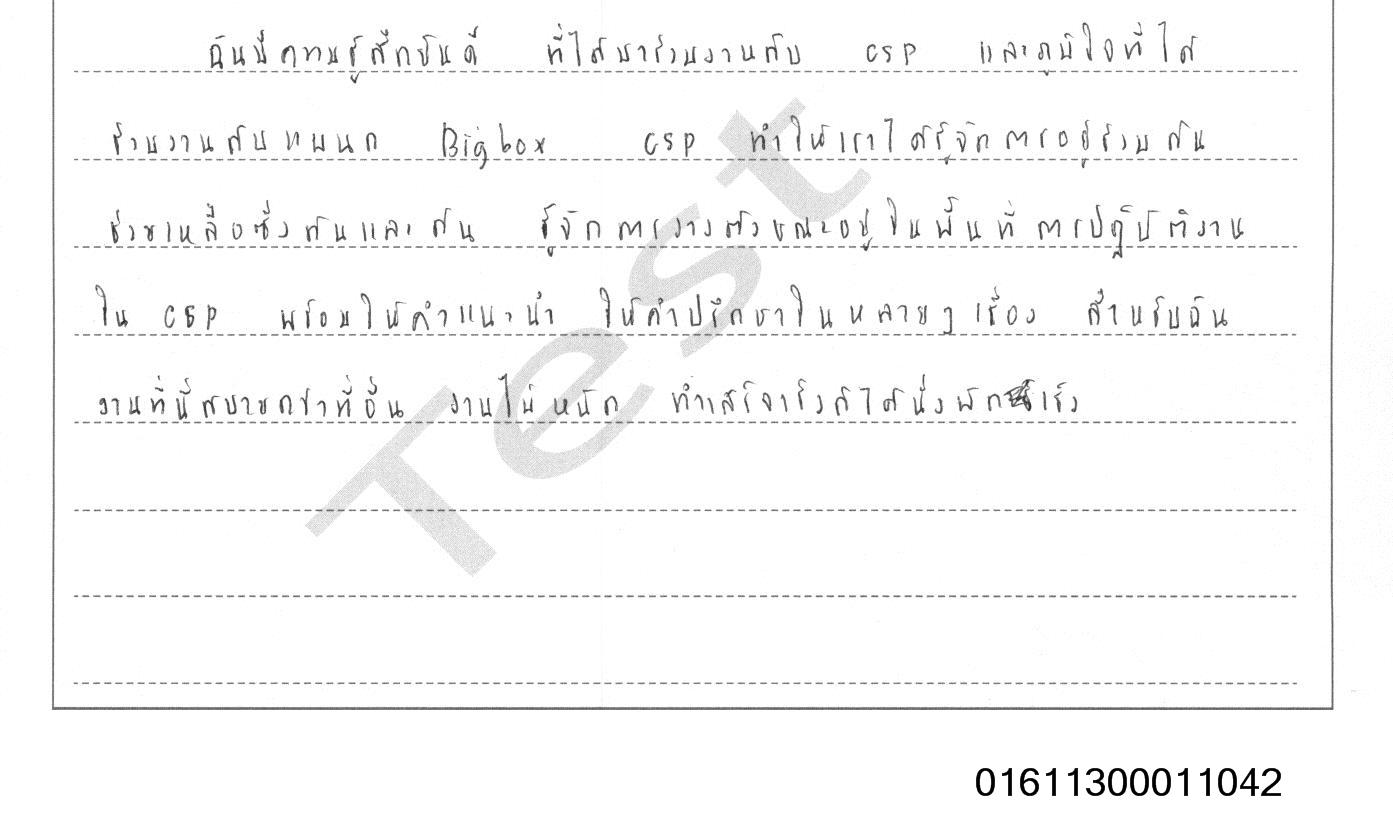 ฉันมีความรู้สึกยินดี ที่ได้มาร่วมงานกับ CSP และภูมิใจที่ได้
ร่วมงานกับแผนก Bigbox CSP ทำให้เราได้รู้จักการอยู่ร่วมกัน
ช่วยเหลือซึ่งกันและกัน รู้จักการวางตัวขณะอยู่ในพื้นที่การปฏิบัติงาน
ใน CSP พร้อมให้คำแนะนำ ให้คำปรึกษาในหลายๆ เรื่อง สำหรับฉัน
งานที่นี่สบายกว่าที่อื่น งานไม่หนัก ทำเสร็จเร็วก็ได้นั่งพักเร็ว
Test
01611300011042